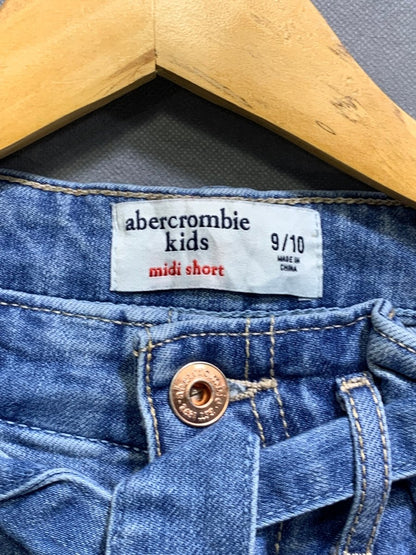 abercrombie
kids
9/10
midi short
MADE IN
CHINA